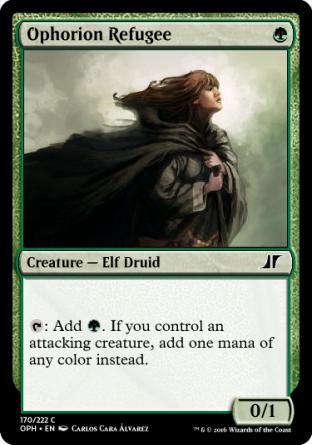 Ophorion Refugee
Creature — Elf Druid
: Add . If you control an
attacking creature, add one mana of
any color instead.
0/1
170/222 C
OPH • EN Carlos Cara Álvarez
™ & © 2016 Wizards of the Coast